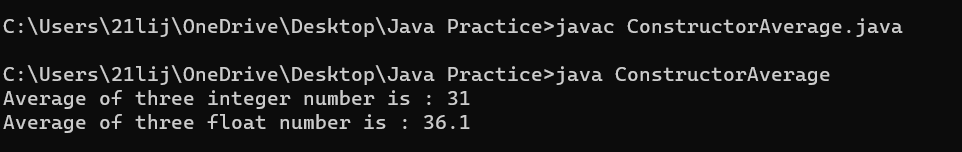 C:\Users\21lij\OneDrive\Desktop\Java Practice>javac ConstructorAverage.java
C:\Users\21lij\OneDrive\Desktop\Java Practice>java ConstructorAverage
Average of three integer number is : 31
Average of three float number is : 36.1